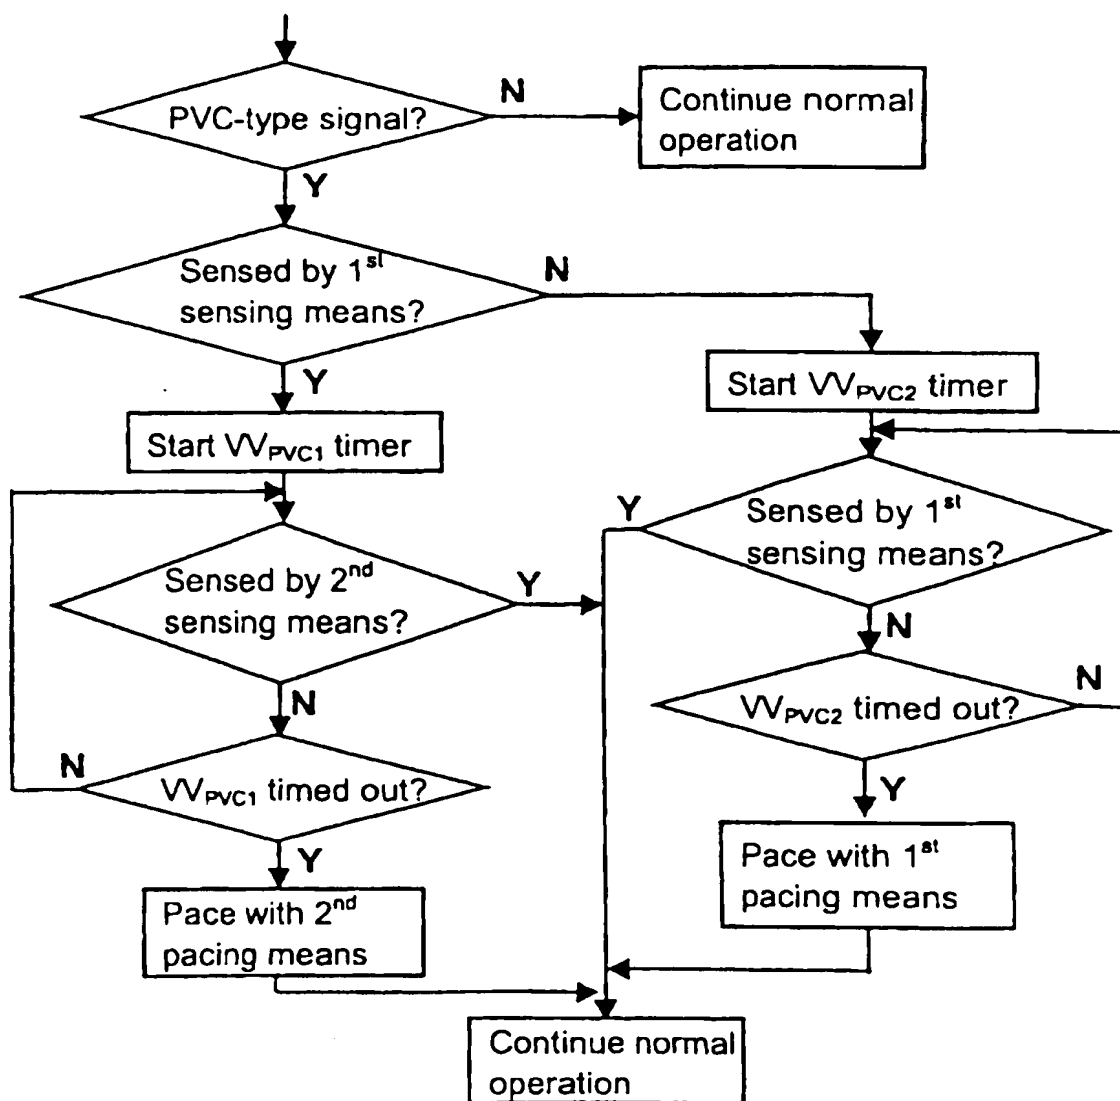 PVC-type signal?
N
Continue normal
operation
Y
Sensed by 1st
sensing means?
N
Y
Start VVPVC2 timer
Start VVPVC1 timer
Sensed by 1st
sensing means?
Y
Sensed by 2nd
sensing means?
Y
N
N
VVPVC2 timed out?
N
VVPVC1 timed out?
N
Y
Y
Pace with 1st
pacing means
Pace with 2nd
pacing means
Continue normal
operation